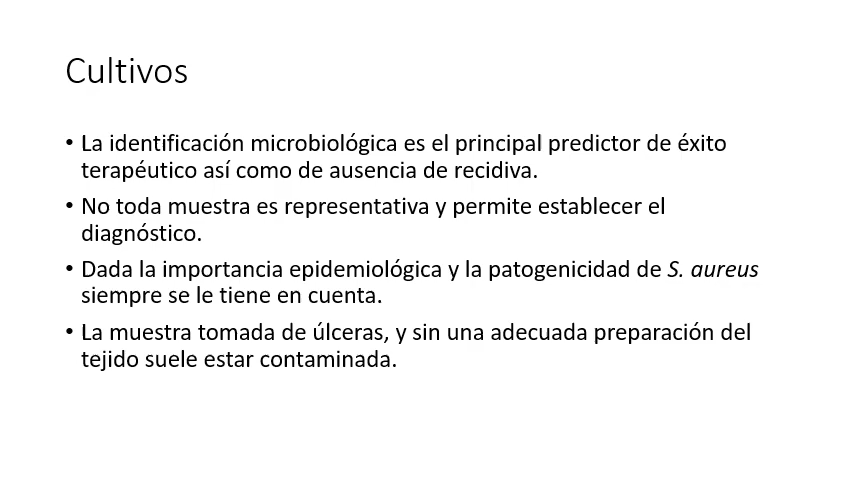 Cultivos
• La identificación microbiológica es el principal predictor de éxito
terapéutico así como de ausencia de recidiva.
• No toda muestra es representativa y permite establecer el
diagnóstico.
• Dada la importancia epidemiológica y la patogenicidad de S. aureus
siempre se le tiene en cuenta.
• La muestra tomada de úlceras, y sin una adecuada preparación del
tejido suele estar contaminada.